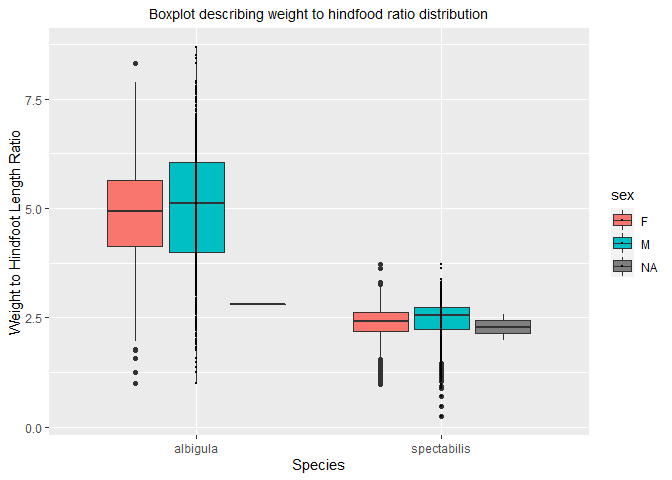 Boxplot describing weight to hindfood ratio distribution
Weight to Hindfoot Length Ratio
7.5
5.0
2.5
0.0
albigula
spectabilis
Species
sex
F
M
NA